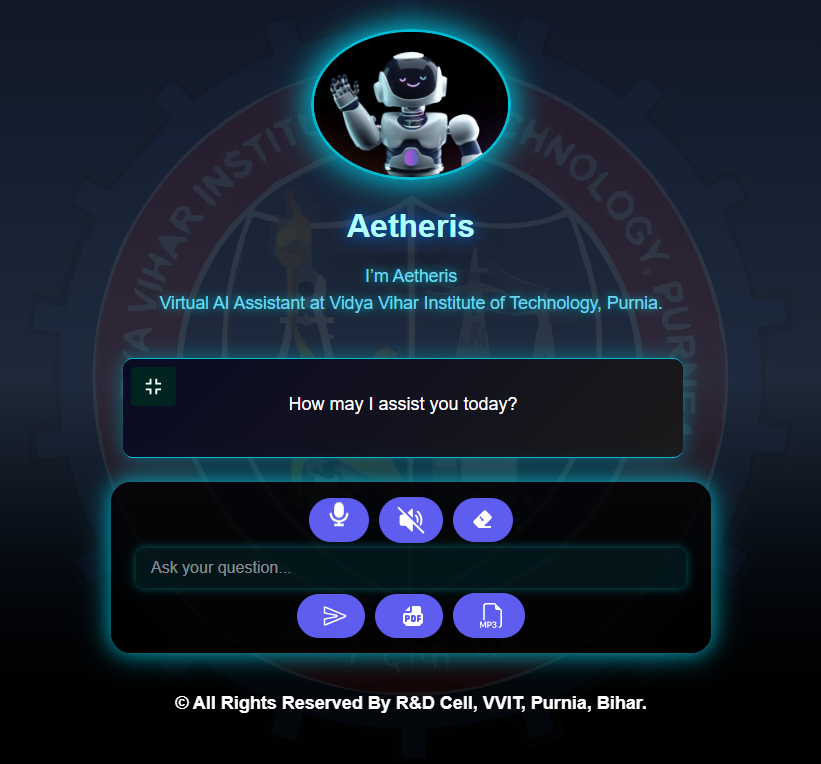 Aetheris
I'm Aetheris
Virtual AI Assistant at Vidya Vihar Institute of Technology, Purnia.
How may I assist you today?
Ask your question...
PDF
MP3
© All Rights Reserved By R&D Cell, VVIT, Purnia, Bihar.